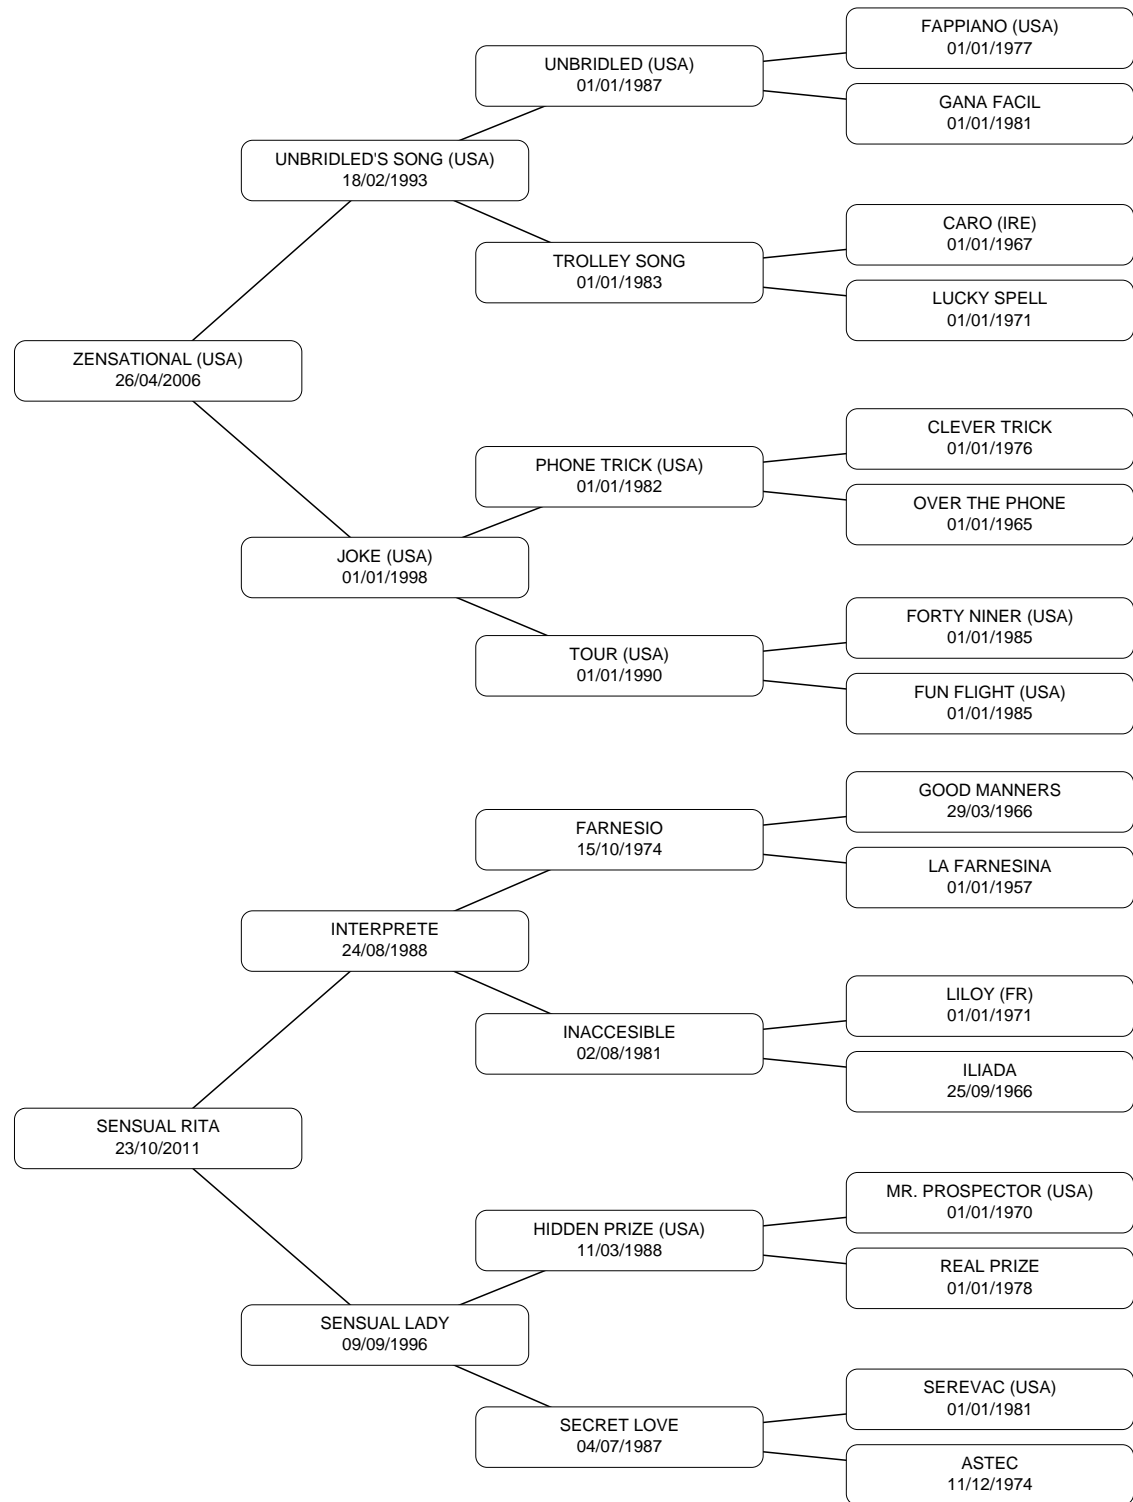 FAPPIANO (USA)
01/01/1977
UNBRIDLED (USA)
01/01/1987
GANA FACIL
01/01/1981
UNBRIDLED'S SONG (USA)
18/02/1993
CARO (IRE)
01/01/1967
TROLLEY SONG
01/01/1983
LUCKY SPELL
01/01/1971
ZENSATIONAL (USA)
26/04/2006
CLEVER TRICK
01/01/1976
PHONE TRICK (USA)
01/01/1982
OVER THE PHONE
01/01/1965
JOKE (USA)
01/01/1998
FORTY NINER (USA)
01/01/1985
TOUR (USA)
01/01/1990
FUN FLIGHT (USA)
01/01/1985
GOOD MANNERS
29/03/1966
FARNESIO
15/10/1974
LA FARNESINA
01/01/1957
INTERPRETE
24/08/1988
LILOY (FR)
01/01/1971
INACCESIBLE
02/08/1981
ILIADA
25/09/1966
SENSUAL RITA
23/10/2011
MR. PROSPECTOR (USA)
01/01/1970
HIDDEN PRIZE (USA)
11/03/1988
REAL PRIZE
01/01/1978
SENSUAL LADY
09/09/1996
SEREVAC (USA)
01/01/1981
SECRET LOVE
04/07/1987
ASTEC
11/12/1974